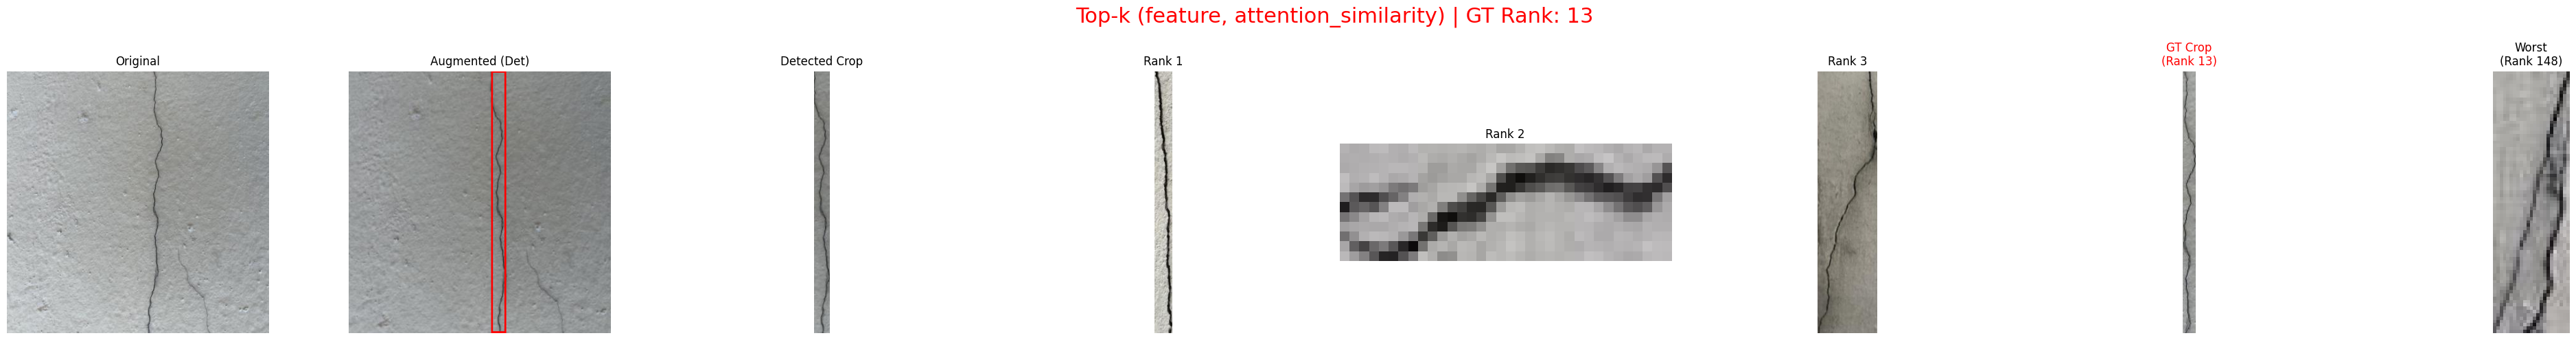 Top-k (feature, attention_similarity) | GT Rank: 13
Original
Augmented (Det)
Detected Crop
Rank 1
Rank 2
Rank 3
GT Crop
(Rank 13)
Worst
(Rank 148)